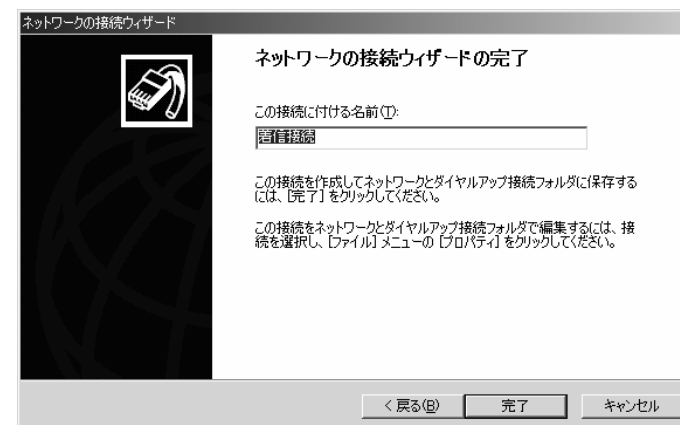 ネットワークの接続ウィザード
ネットワークの接続ウィザードの完了
この接続に付ける名前(T):
着信接続
この接続を作成してネットワークとダイヤルアップ接続フォルダに保存する
には、[完了] をクリックしてください。
この接続をネットワークとダイヤルアップ接続フォルダで編集するには、接
続を選択し、[ファイル] メニューの [プロパティ] をクリックしてください。
< 戻る(B)
完了
キャンセル